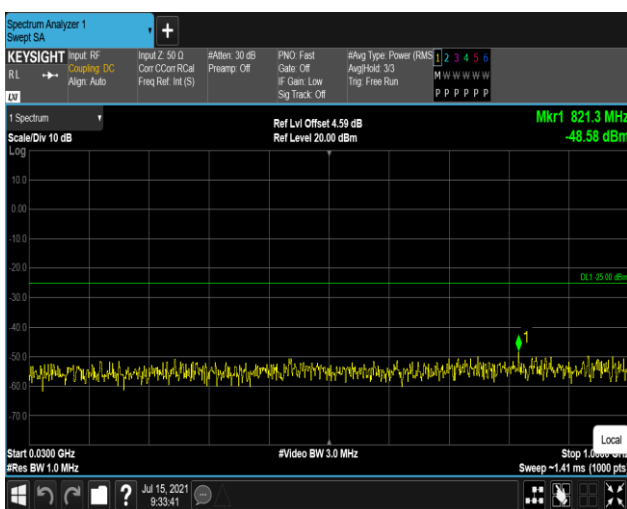 Spectrum Analyzer 1
Swept SA
KEYSIGHT
RL
LXI
Input: RF
Coupling: DC
Align: Auto
Input Z: 50 Ω
Corr CCorr RCal
Freq Ref: Int (S)
#Atten: 30 dB
Preamp: Off
PNO: Fast
Gate: Off
IF Gain: Low
Sig Track: Off
#Avg Type: Power (RMS
Avg|Hold: 3/3
Trig: Free Run
1 2 3 4 5 6
M W W W W W
P P P P P P
1 Spectrum
Scale/Div 10 dB
Log
Ref Lvl Offset 4.59 dB
Ref Level 20.00 dBm
Mkr1 821.3 MHz
-48.58 dBm
10.0
0.00
-10.0
-20.0
DL1 -25.00 dBm
-30.0
-40.0
1
-50.0
-60.0
-70.0
Local
Start 0.0300 GHz
#Res BW 1.0 MHz
#Video BW 3.0 MHz
Stop 1.0000 GHz
Sweep ~1.41 ms (1000 pts
?
Jul 15, 2021
9:33:41